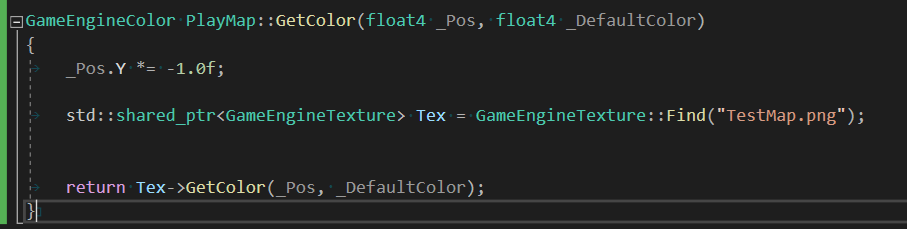 GameEngineColor PlayMap::GetColor(float4 _Pos, float4 _DefaultColor)
{
_Pos.Y *= -1.0f;
std::shared_ptr<GameEngineTexture> Tex = GameEngineTexture::Find("TestMap.png");
return Tex->GetColor(_Pos, _DefaultColor);
}